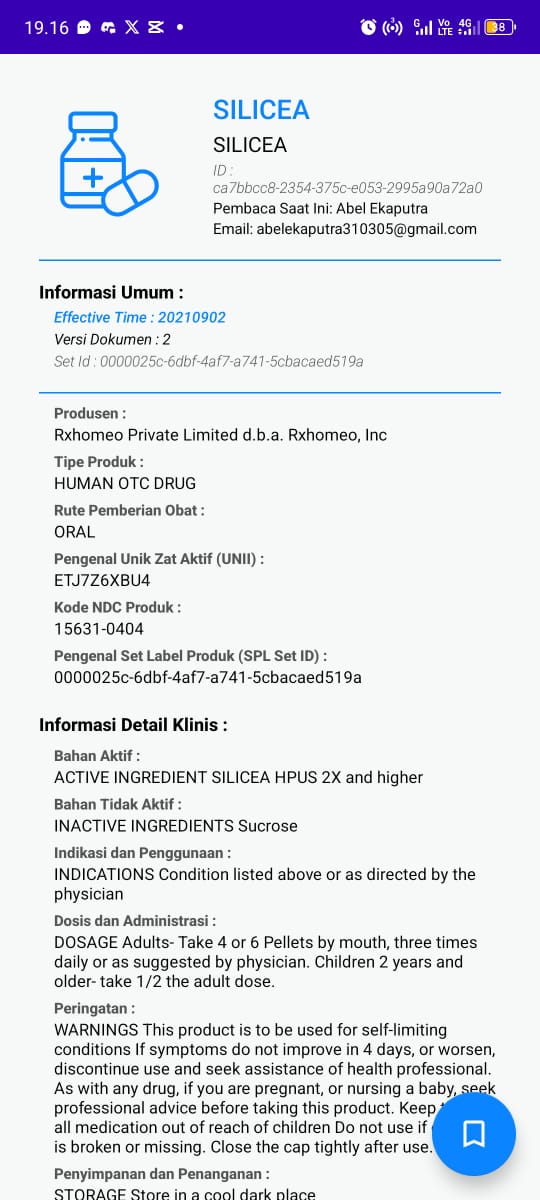 19.16
G
Vo
LTE
4G
38
SILICEA
SILICEA
ID :
ca7bbcc8-2354-375c-e053-2995a90a72a0
Pembaca Saat Ini: Abel Ekaputra
Email: abelekaputra310305@gmail.com
Informasi Umum :
Effective Time : 20210902
Versi Dokumen : 2
Set Id : 0000025c-6dbf-4af7-a741-5cbacaed519a
Produsen :
Rxhomeo Private Limited d.b.a. Rxhomeo, Inc
Tipe Produk :
HUMAN OTC DRUG
Rute Pemberian Obat :
ORAL
Pengenal Unik Zat Aktif (UNII) :
ETJ7Z6XBU4
Kode NDC Produk :
15631-0404
Pengenal Set Label Produk (SPL Set ID) :
0000025c-6dbf-4af7-a741-5cbacaed519a
Informasi Detail Klinis :
Bahan Aktif :
ACTIVE INGREDIENT SILICEA HPUS 2X and higher
Bahan Tidak Aktif :
INACTIVE INGREDIENTS Sucrose
Indikasi dan Penggunaan :
INDICATIONS Condition listed above or as directed by the
physician
Dosis dan Administrasi :
DOSAGE Adults- Take 4 or 6 Pellets by mouth, three times
daily or as suggested by physician. Children 2 years and
older- take 1/2 the adult dose.
Peringatan :
WARNINGS This product is to be used for self-limiting
conditions If symptoms do not improve in 4 days, or worsen,
discontinue use and seek assistance of health professional.
As with any drug, if you are pregnant, or nursing a baby, seek
professional advice before taking this product. Keep
all medication out of reach of children Do not use if
is broken or missing. Close the cap tightly after use.
Penyimpanan dan Penanganan :
STORAGE Store in a cool dark place